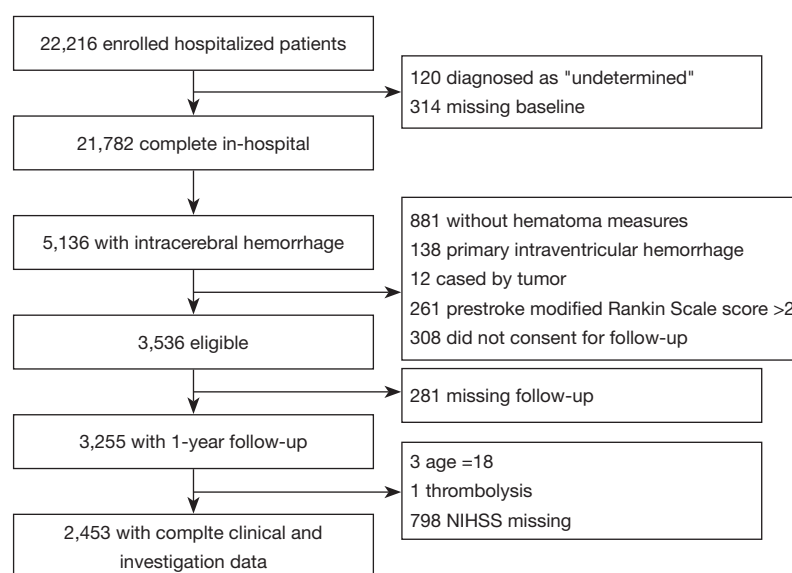 22,216 enrolled hospitalized patients
120 diagnosed as "undetermined"
314 missing baseline
21,782 complete in-hospital
5,136 with intracerebral hemorrhage
881 without hematoma measures
138 primary intraventricular hemorrhage
12 cased by tumor
261 prestroke modified Rankin Scale score >2
308 did not consent for follow-up
3,536 eligible
281 missing follow-up
3,255 with 1-year follow-up
3 age =18
1 thrombolysis
798 NIHSS missing
2,453 with complte clinical and
investigation data